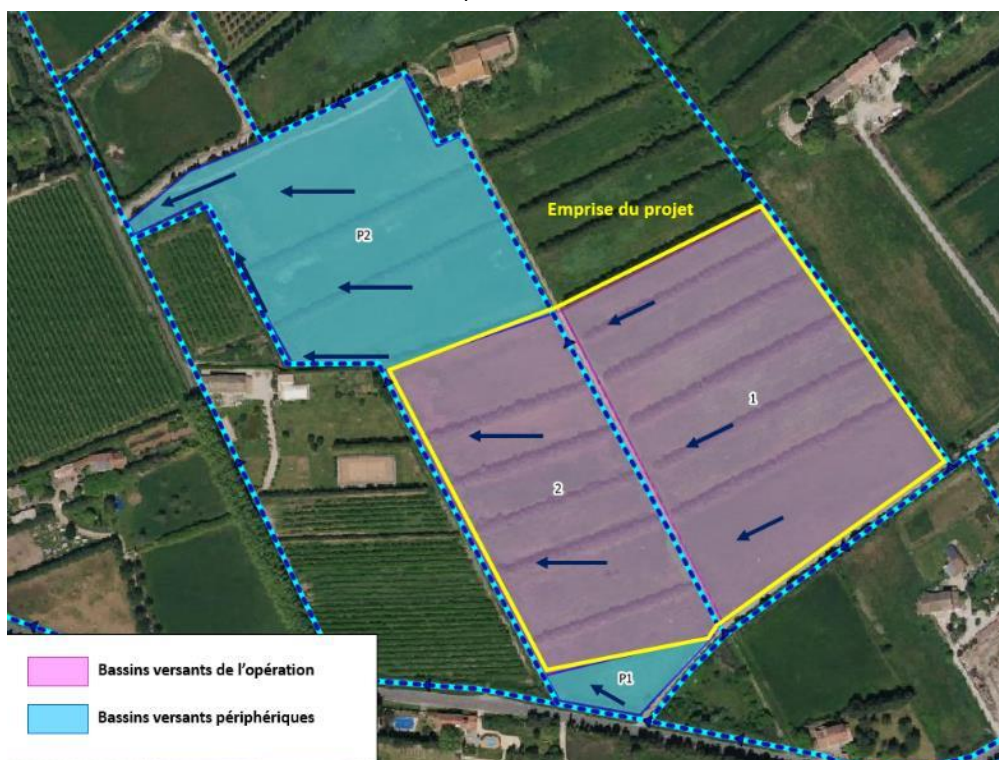 P2
Emprise du projet
1
2
P1
Bassins versants de l'opération
Bassins versants périphériques